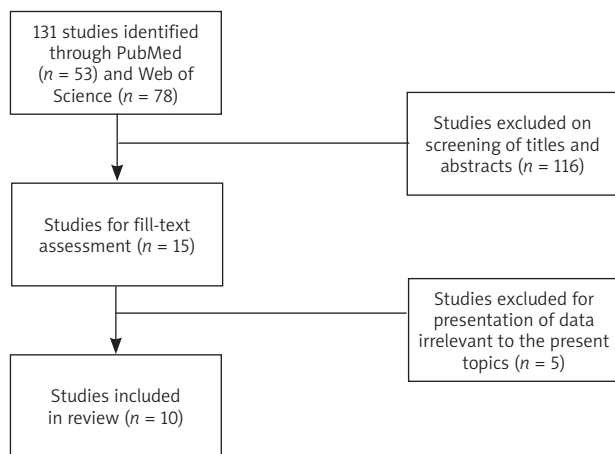 131 studies identified
through PubMed
(n = 53) and Web of
Science (n = 78)
Studies excluded on
screening of titles and
abstracts (n = 116)
Studies for fill-text
assessment (n = 15)
Studies excluded for
presentation of data
irrelevant to the present
topics (n = 5)
Studies included
in review (n = 10)